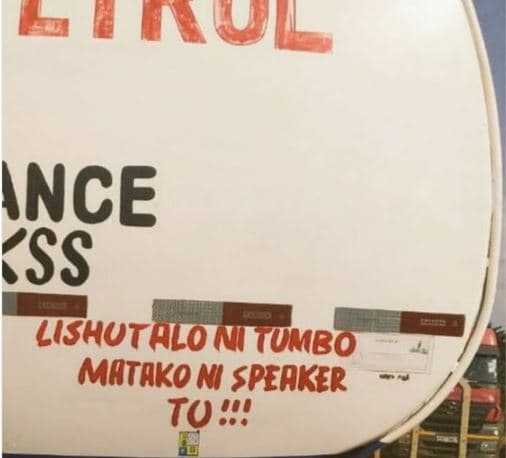 ETROL
ANCE
KSS
LISHUTALO NI TUMBO
MATAKO NI SPEAKER
TU !!!